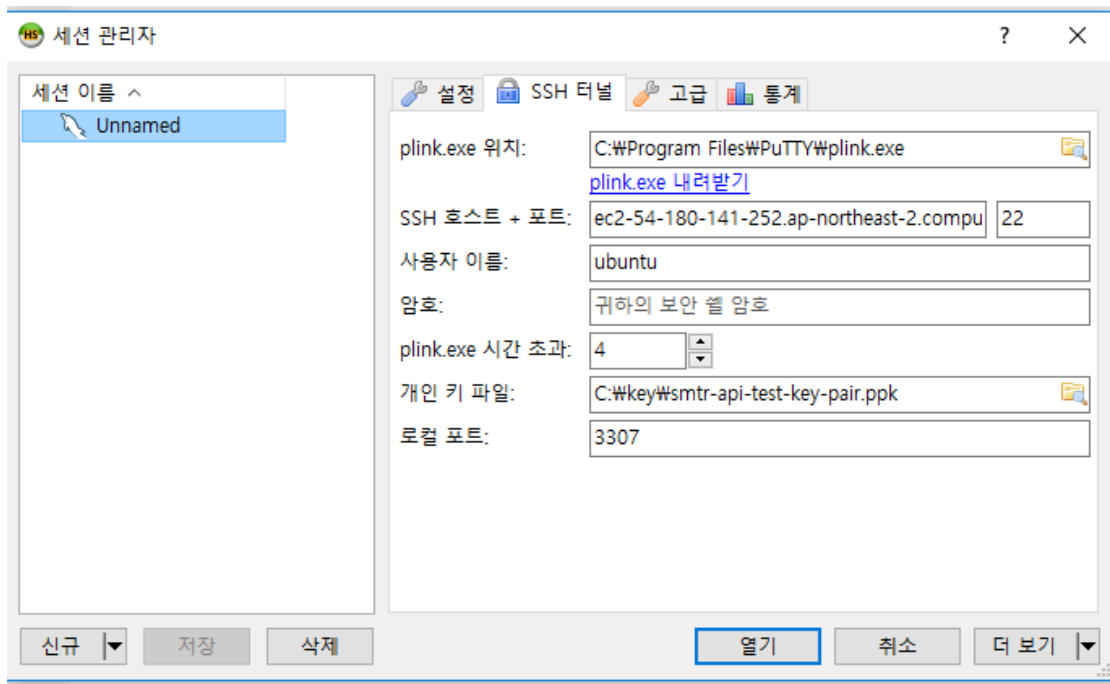 HS 세션 관리자 ?
세션 이름
Unnamed
설정 SSH 터널 고급 통계
plink.exe 위치: C:₩Program Files₩PuTTY₩plink.exe
plink.exe 내려받기
SSH 호스트 + 포트: ec2-54-180-141-252.ap-northeast-2.compu 22
사용자 이름: ubuntu
암호: 귀하의 보안 쉘 암호
plink.exe 시간 초과: 4
개인 키 파일: C:₩key₩smtr-api-test-key-pair.ppk
로컬 포트: 3307
신규 저장 삭제 열기 취소 더 보기